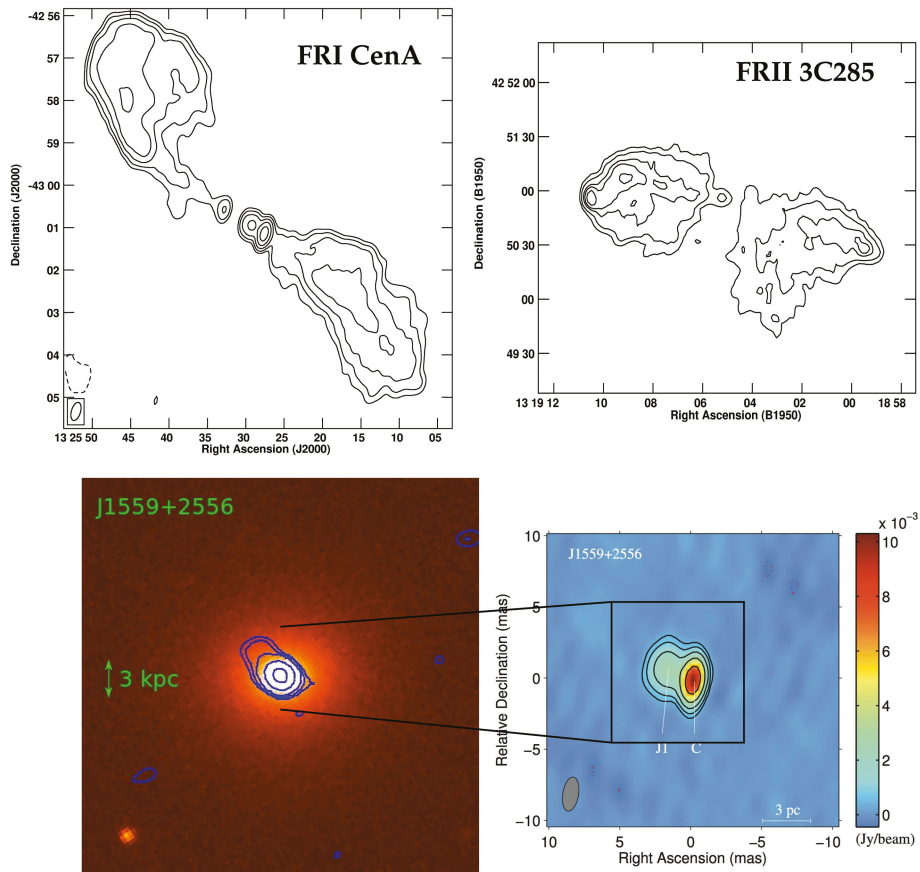 FRI CenA
-42 56
57
58
59
-43 00
01
02
03
04
05
Declination (J2000)
13 25 50 45 40 35 30 25 20 15 10 05
Right Ascension (J2000)
FRII 3C285
42 52 00
51 30
00
50 30
00
49 30
Declination (B1950)
13 19 12 10 08 06 04 02 00 18 58
Right Ascension (B1950)
J1559+2556
3 kpc
J1559+2556
10
5
0
−5
−10
Relative Declination (mas)
J1 C
3 pc
10 5 0 −5 −10
Right Ascension (mas)
x 10⁻³
10
8
6
4
2
0
(Jy/beam)